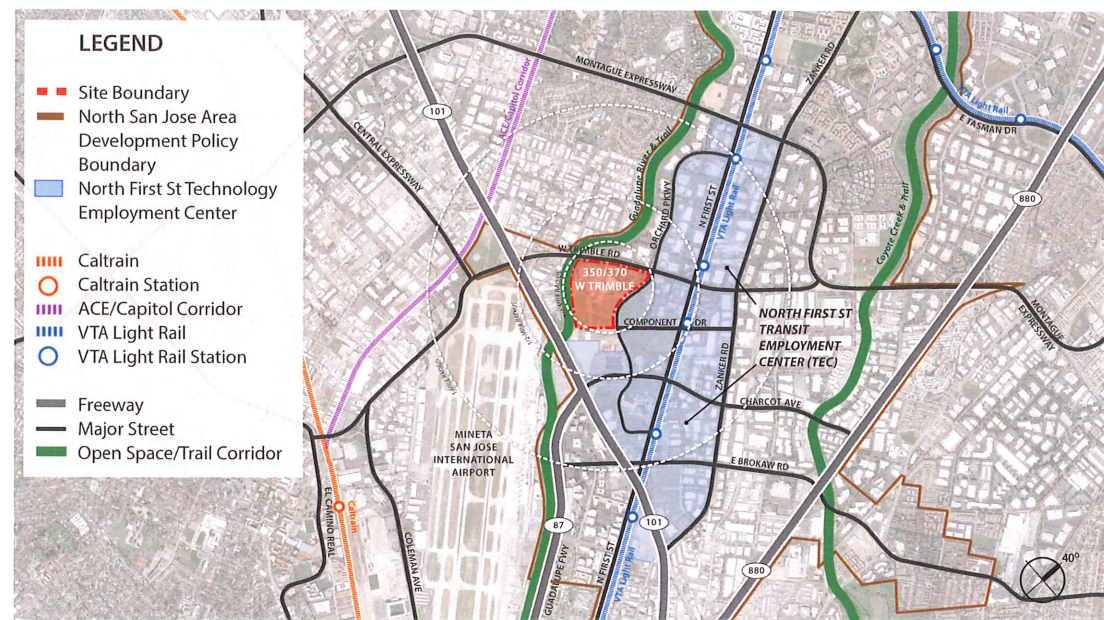 LEGEND
Site Boundary
North San Jose Area
Development Policy
Boundary
North First St Technology
Employment Center
Caltrain
Caltrain Station
ACE/Capitol Corridor
VTA Light Rail
VTA Light Rail Station
Freeway
Major Street
Open Space/Trail Corridor
101
ACE/Capitol Corridor
MONTAGUE EXPRESSWAY
ZANKER RD
VTA Light Rail
E TASMAN DR
CENTRAL EXPRESSWAY
Guadalupe River & Trail
ORCHARD PKWY
N FIRST ST
VTA Light Rail
880
Coyote Creek & Trail
W TRIMBLE RD
350/370
W TRIMBLE
COMPONENT DR
NORTH FIRST ST
TRANSIT
EMPLOYMENT
CENTER (TEC)
MONTAGUE
EXPRESSWAY
ZANKER RD
CHARCOT AVE
MINETA
SAN JOSE
INTERNATIONAL
AIRPORT
E BROKAW RD
EL CAMINO REAL
Caltrain
COLEMAN AVE
87
GUADALUPE FWY
N FIRST ST
VTA Light Rail
101
880
40º